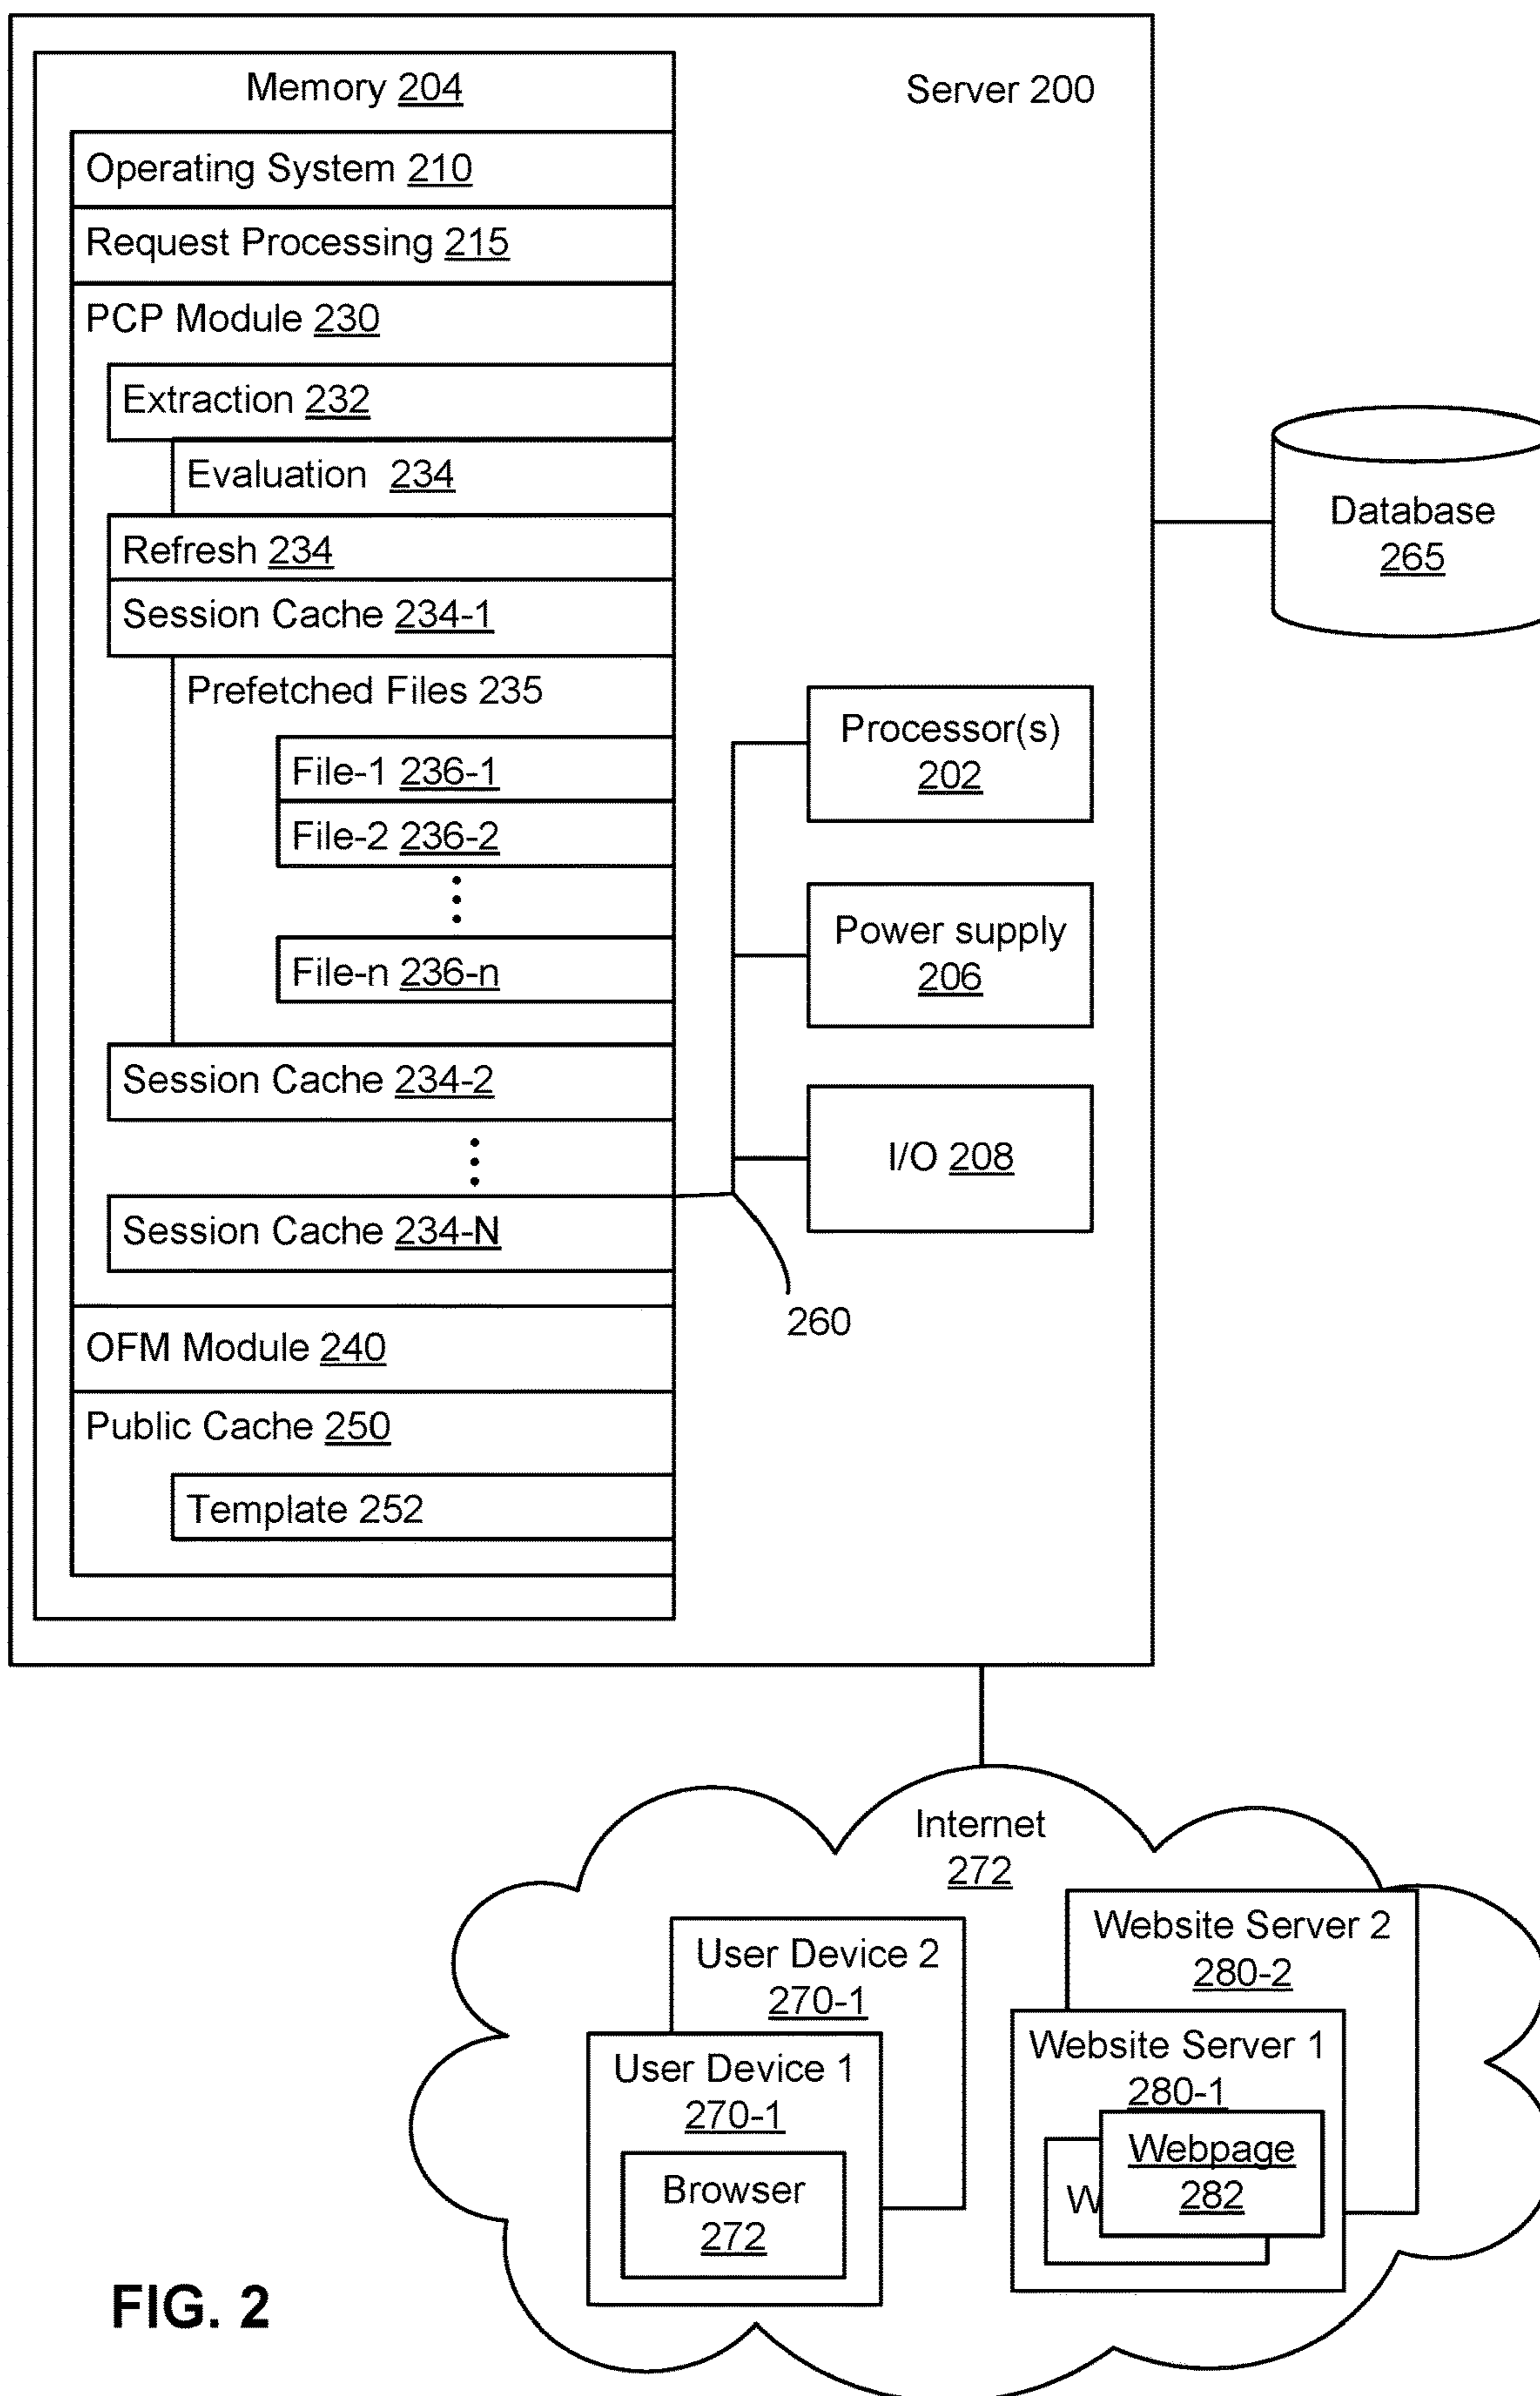 Memory 204
Server 200
Operating System 210
Request Processing 215
PCP Module 230
Extraction 232
Evaluation 234
Refresh 234
Session Cache 234-1
Prefetched Files 235
File-1 236-1
File-2 236-2
File-n 236-n
Session Cache 234-2
Session Cache 234-N
OFM Module 240
Public Cache 250
Template 252
Processor(s)
202
Power supply
206
I/O 208
260
Database
265
Internet
272
User Device 2
270-1
User Device 1
270-1
Browser
272
Website Server 2
280-2
Website Server 1
280-1
Webpage
282
W
FIG. 2